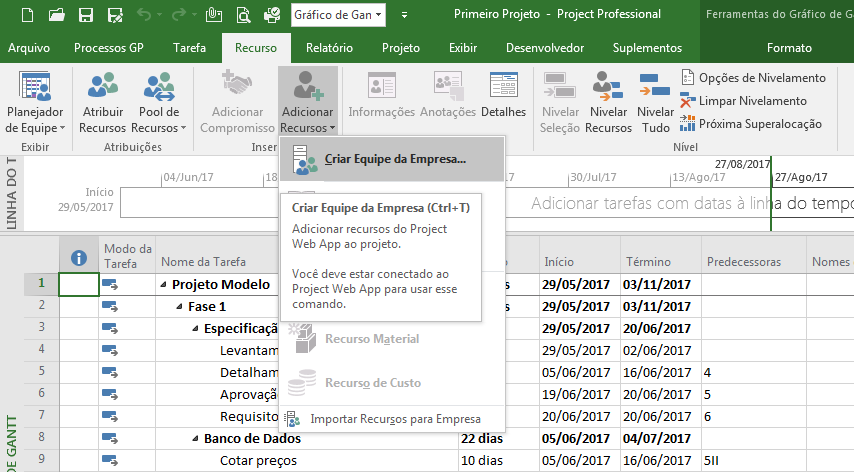 Gráfico de Gan
Primeiro Projeto - Project Professional
Ferramentas do Gráfico de Ga
Arquivo
Processos GP
Tarefa
Recurso
Relatório
Projeto
Exibir
Desenvolvedor
Suplementos
Formato
Planejador
de Equipe
Exibir
Atribuir
Recursos
Pool de
Recursos
Atribuições
Adicionar
Compromisso
Adicionar
Recursos
Inser
Informações
Anotações
Detalhes
Nivelar
Seleção
Nivelar
Recursos
Nivelar
Tudo
Opções de Nivelamento
Limpar Nivelamento
Próxima Superalocação
Nível
LINHA DO T
Início
29/05/2017
04/Jun/17
18
30/Jul/17
13/Ago/17
27/08/2017
27/Ago/17
Adicionar tarefas com datas à linha do tempo
Criar Equipe da Empresa...
Criar Equipe da Empresa (Ctrl+T)
Adicionar recursos do Project
Web App ao projeto.
Você deve estar conectado ao
Project Web App para usar esse
comando.
Recurso Material
Recurso de Custo
Importar Recursos para Empresa
DE GANTT
Modo da
Tarefa
Nome da Tarefa
Início
Término
Predecessoras
Nomes
1 Projeto Modelo s 29/05/2017 03/11/2017
2 Fase 1 s 29/05/2017 03/11/2017
3 Especificaçã 29/05/2017 20/06/2017
4 Levantam 29/05/2017 02/06/2017
5 Detalham 05/06/2017 16/06/2017 4
6 Aprovação 19/06/2017 20/06/2017 5
7 Requisito 20/06/2017 20/06/2017 6
8 Banco de Dados 22 dias 05/06/2017 04/07/2017
9 Cotar preços 10 dias 05/06/2017 16/06/2017 5II